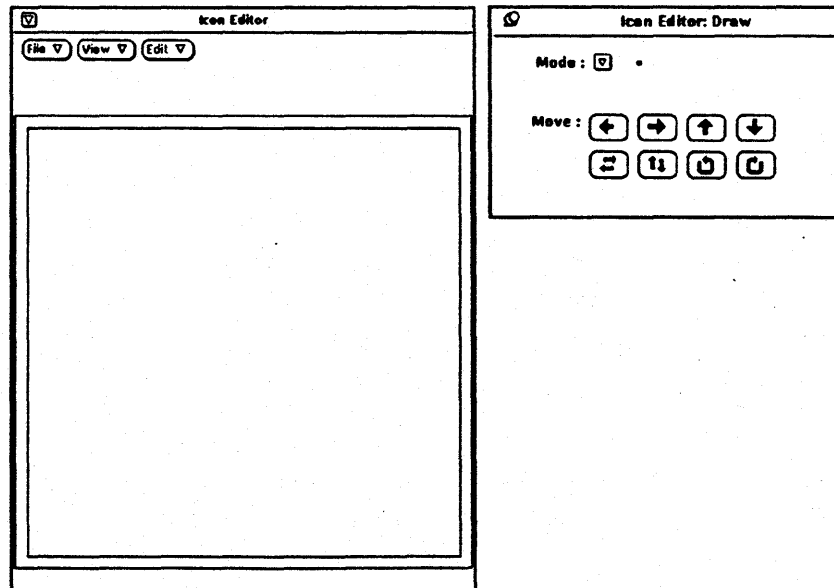 Icon Editor
File View Edit
Icon Editor: Draw
Mode :
Move :